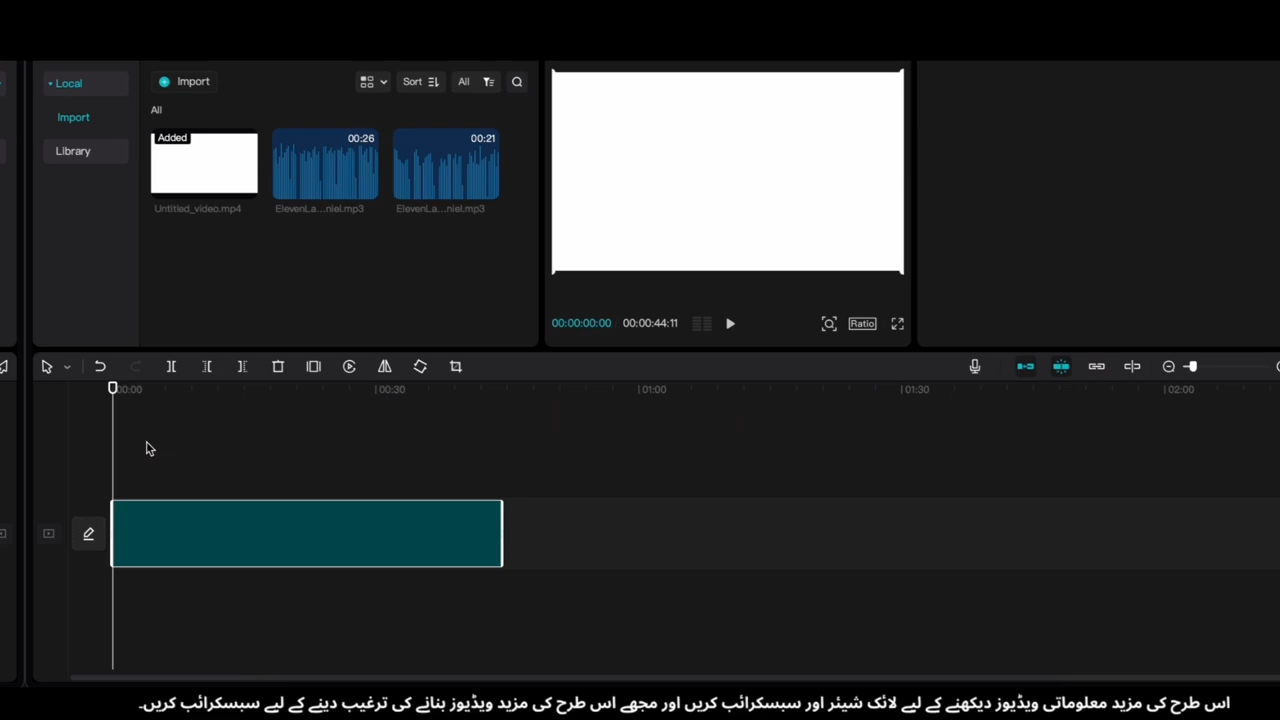 Local
Import
Sort
All
Import
All
Library
Added
00:26
00:21
Untitled_video.mp4
ElevenLa...niel.mp3
ElevenLa...niel.mp3
00:00:00:00
00:00:44:11
Ratio
00:00
00:30
01:00
01:30
02:00
اس طرح کی مزید معلوماتی ویڈیوز دیکھنے کے لیے لائک شیئر اور سبسکرائب کریں اور مجھے اس طرح کی مزید ویڈیوز بنانے کی ترغیب دینے کے لیے سبسکرائب کریں۔